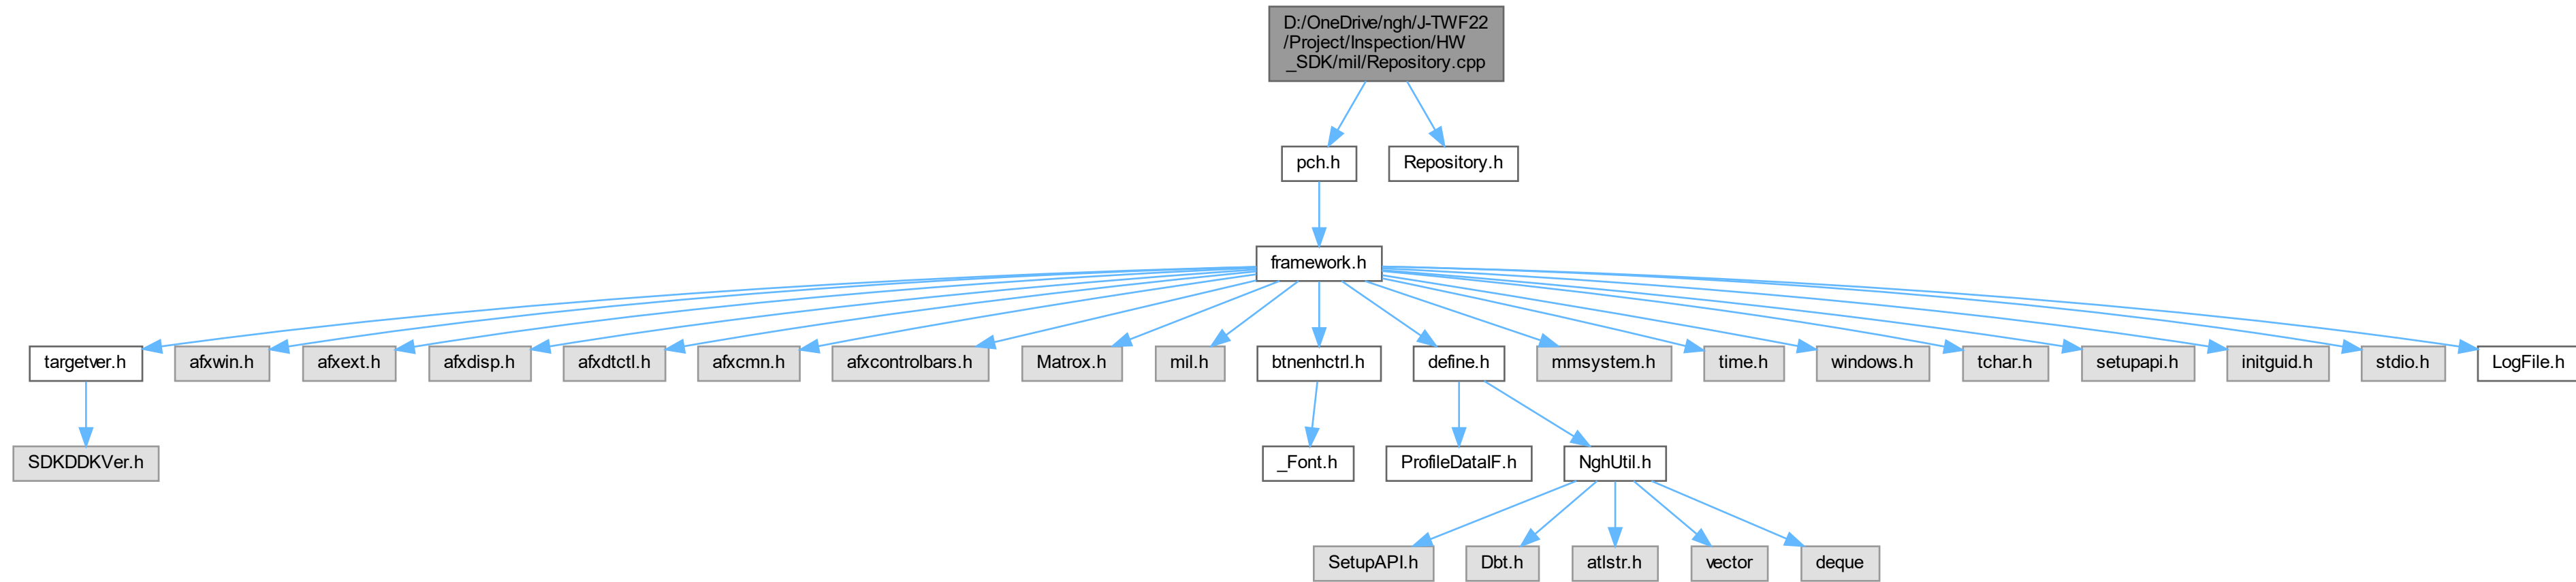 D:/OneDrive/ngh/J-TWF22
/Project/Inspection/HW
_SDK/mil/Repository.cpp
pch.h
Repository.h
framework.h
targetver.h
afxwin.h
afxext.h
afxdisp.h
afxdtctl.h
afxcmn.h
afxcontrolbars.h
Matrox.h
mil.h
btnenhctrl.h
define.h
mmsystem.h
time.h
windows.h
tchar.h
setupapi.h
initguid.h
stdio.h
LogFile.h
SDKDDKVer.h
_Font.h
ProfileDataIF.h
NghUtil.h
SetupAPI.h
Dbt.h
atlstr.h
vector
deque